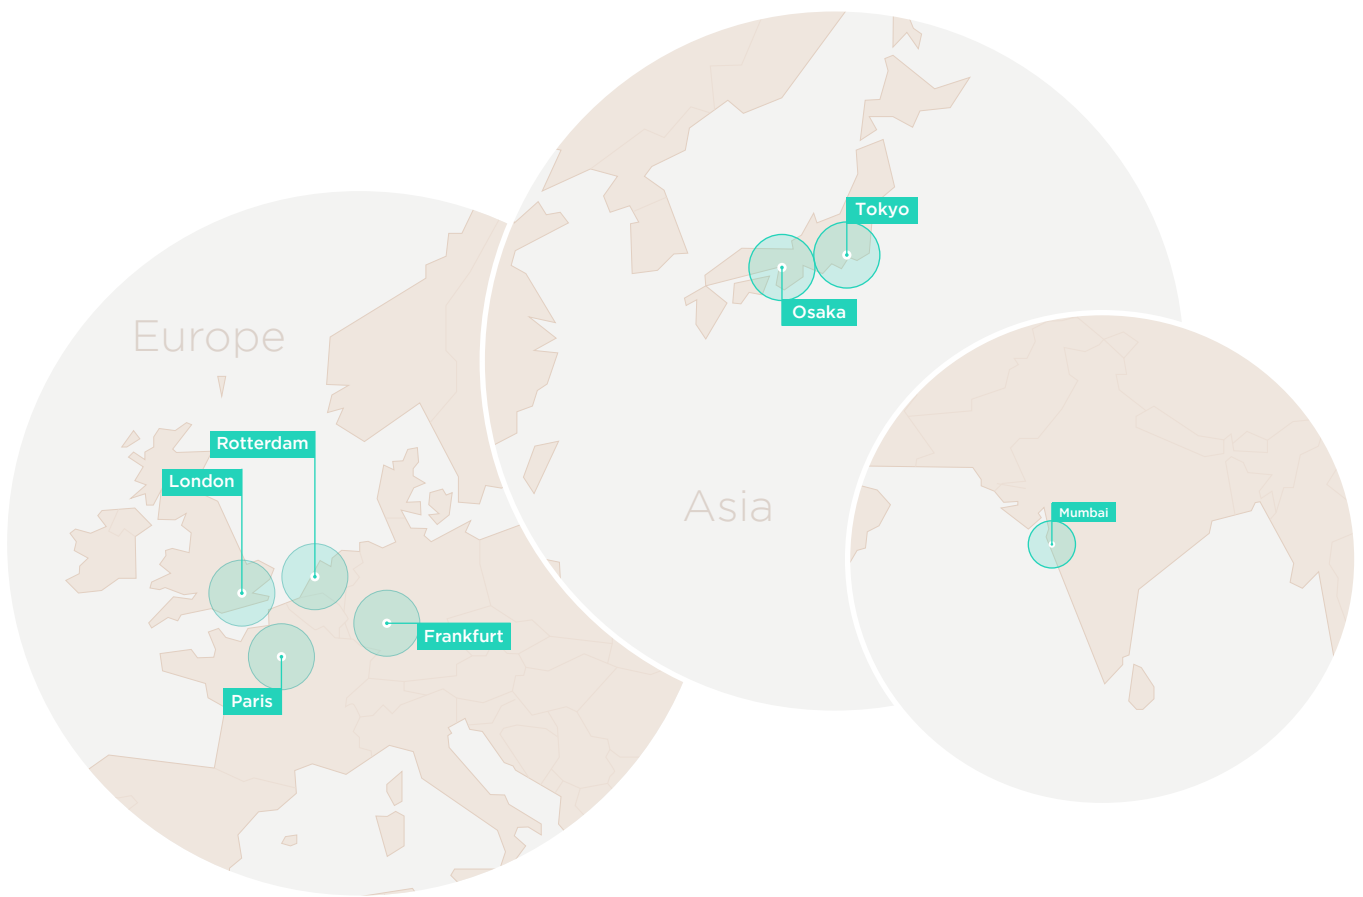 Tokyo
Osaka
Europe
Rotterdam
London
Asia
Mumbai
Frankfurt
Paris